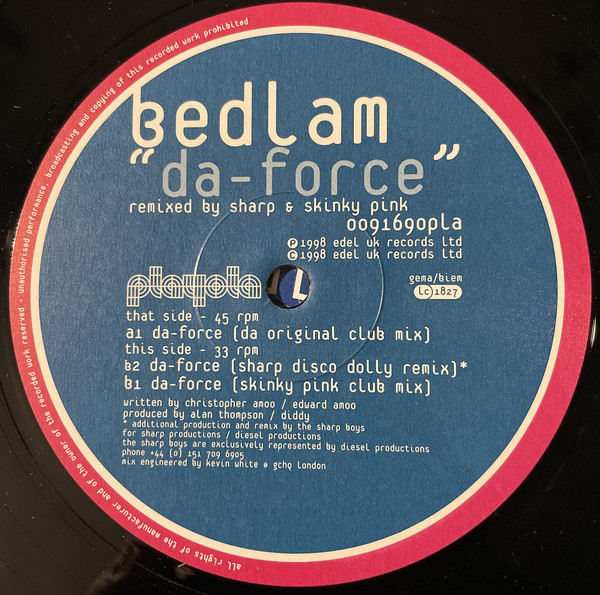 bedlam
"da-force"
remixed by sharp & skinky pink
0091690pla
℗ 1998 edel uk records ltd
© 1998 edel uk records ltd
playola
gema/biem
LC 1827
that side - 45 rpm
a1 da-force (da original club mix)
this side - 33 rpm
b2 da-force (sharp disco dolly remix)*
b1 da-force (skinky pink club mix)
written by christopher amoo / edward amoo
produced by alan thompson / diddy
* additional production and remix by the sharp boys
for sharp productions / diesel productions
the sharp boys are exclusively represented by diesel productions
phone +44 (0) 151 709 6905
mix engineered by kevin white @ gchq london
all rights of the manufacturer and of the owner of the recorded work reserved - unauthorised performance, broadcasting and copying of this recorded work prohibited